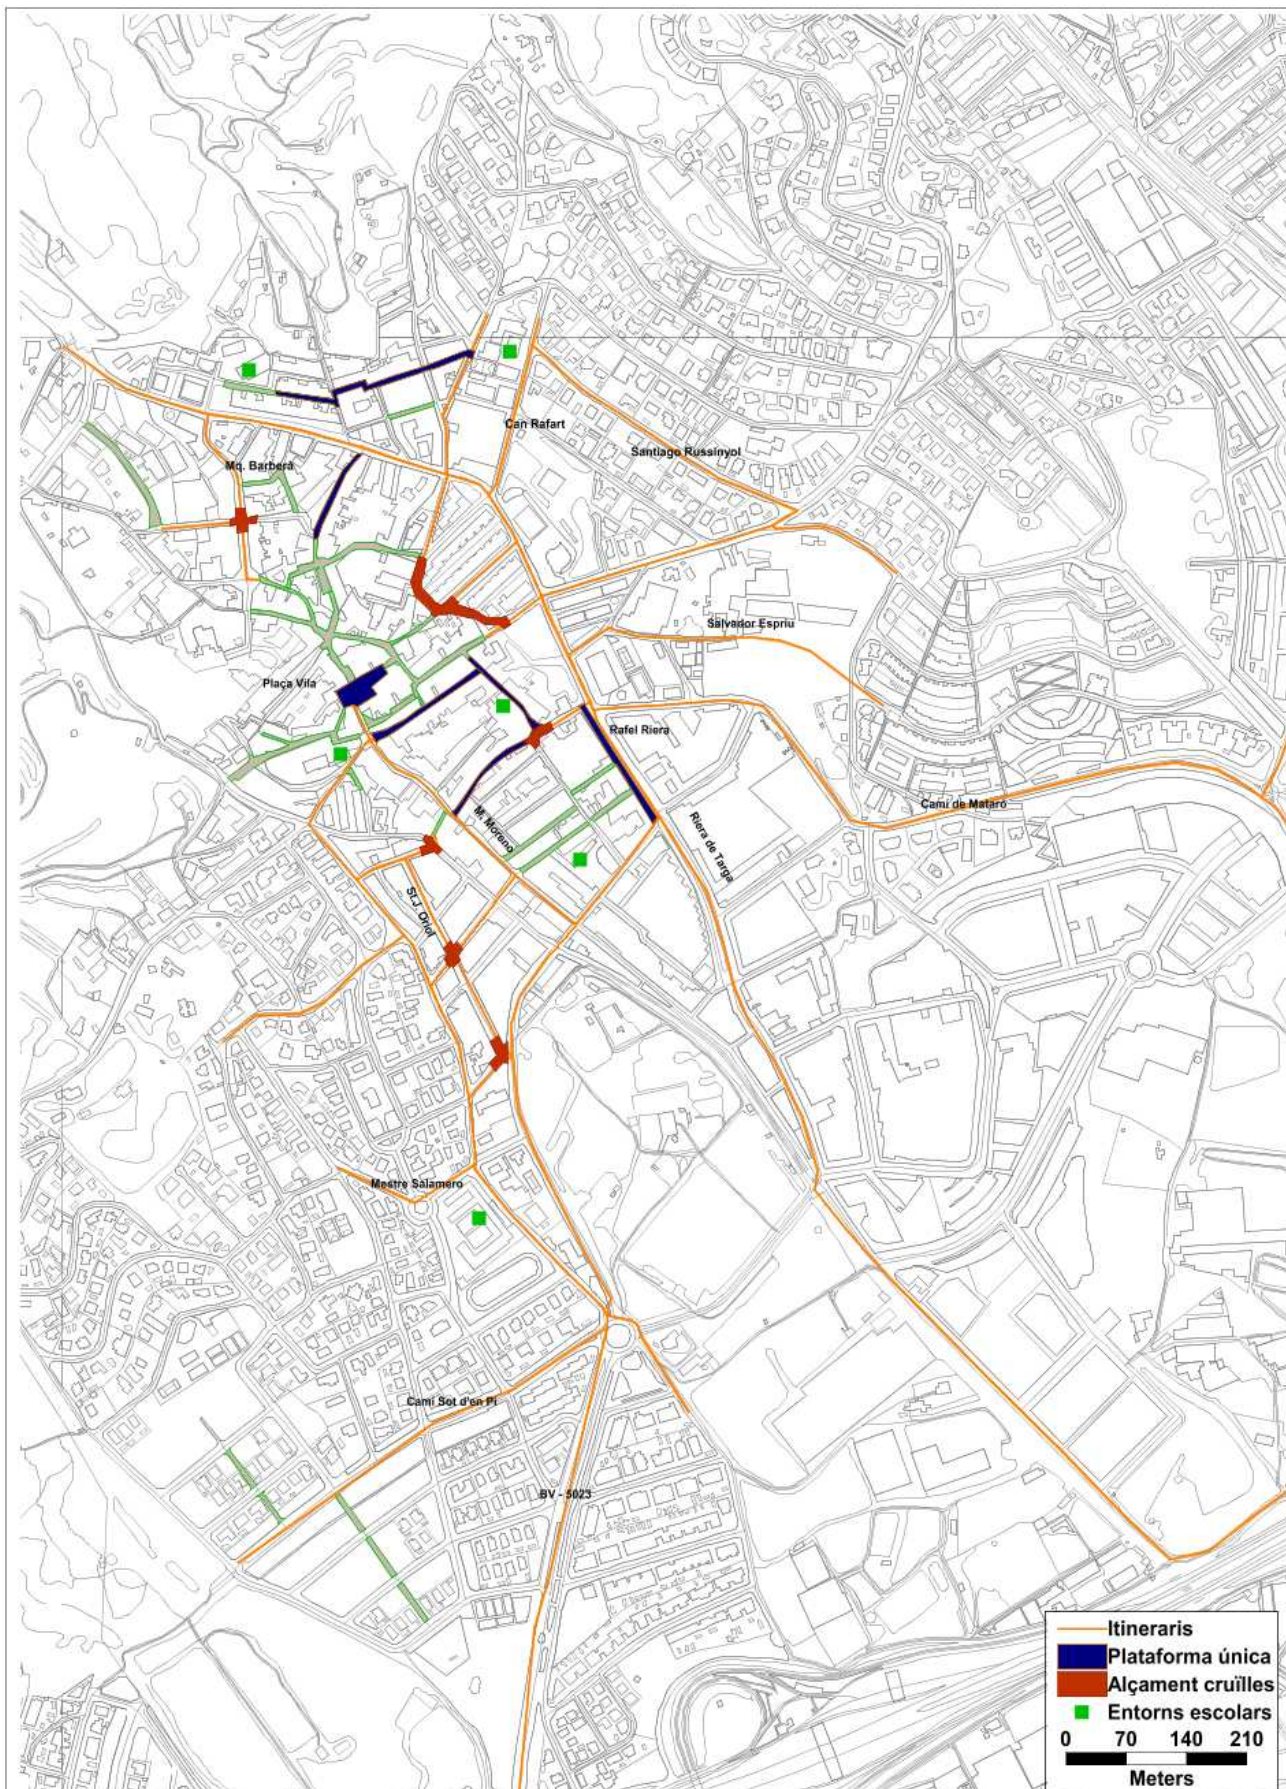 Can Rafart
Santiago Russinyol
Mq. Barberà
Salvador Espriu
Plaça Vila
Rafel Riera
Camí de Mataró
M. Moreno
Riera de Targa
St.J. Oriol
Mestre Salamero
Camí Sot d'en Pi
BV - 5023
Itineraris
Plataforma única
Alçament cruïlles
Entorns escolars
0 70 140 210
Meters